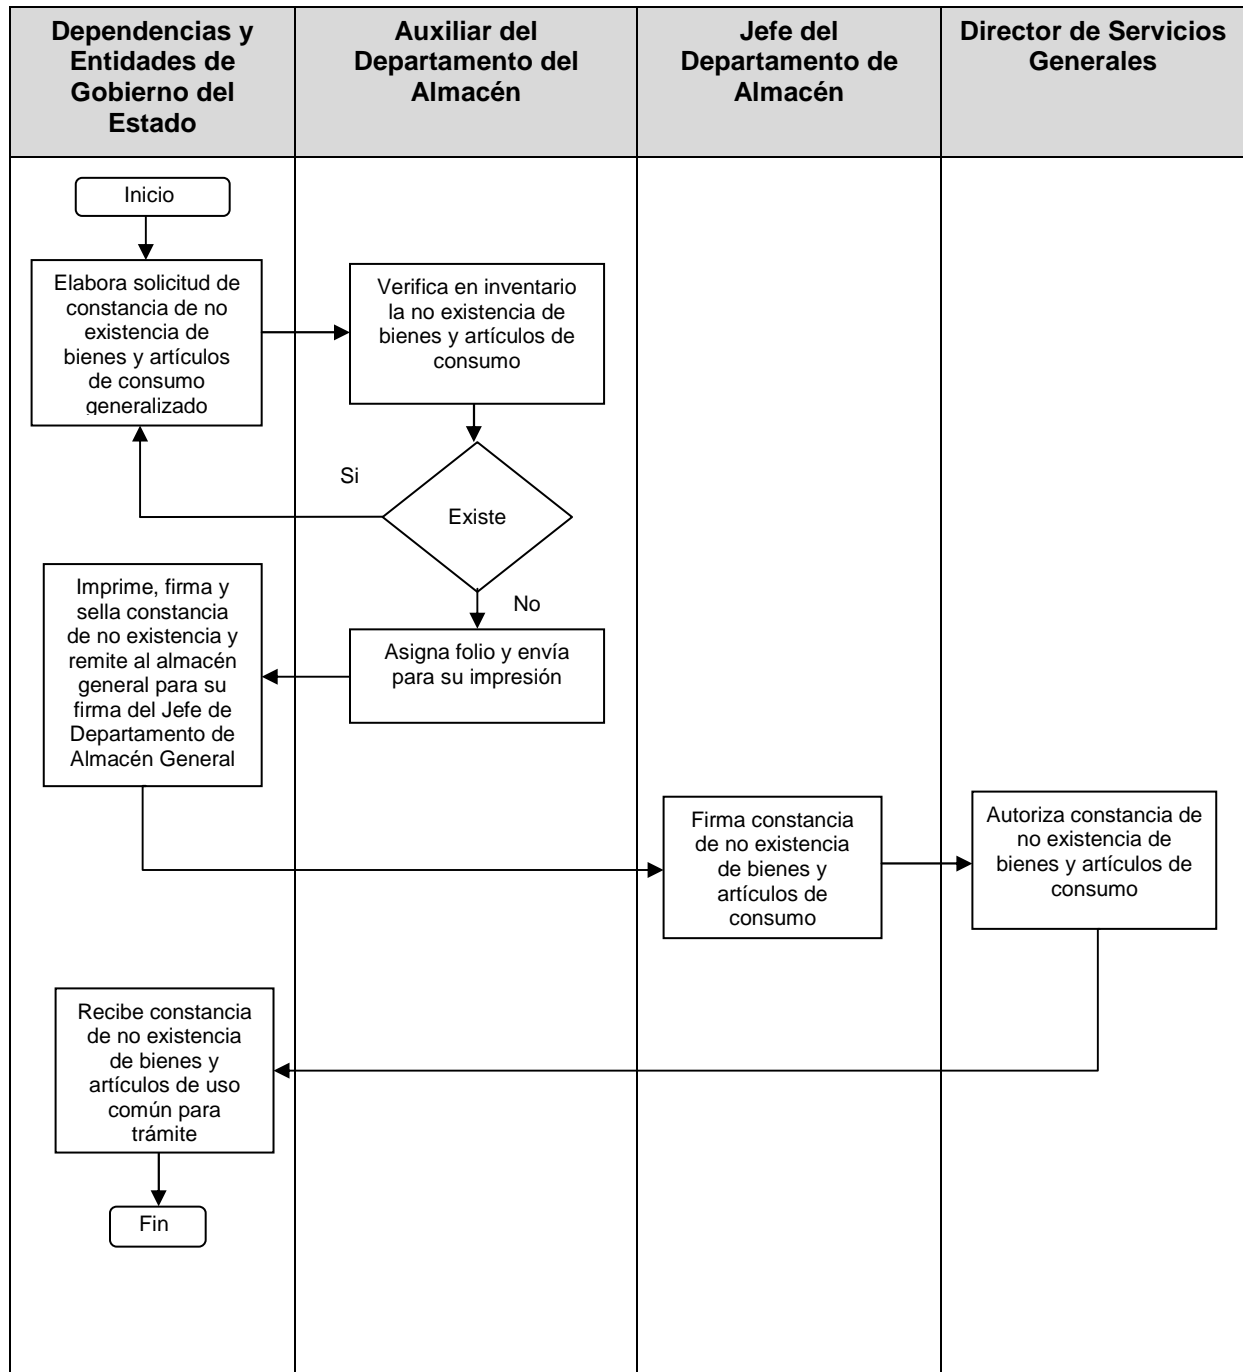 Dependencias y
Entidades de
Gobierno del
Estado
Auxiliar del
Departamento del
Almacén
Jefe del
Departamento de
Almacén
Director de Servicios
Generales
Inicio
Elabora solicitud de
constancia de no
existencia de
bienes y artículos
de consumo
generalizado
Verifica en inventario
la no existencia de
bienes y artículos de
consumo
Si
Existe
No
Imprime, firma y
sella constancia
de no existencia y
remite al almacén
general para su
firma del Jefe de
Departamento de
Almacén General
Asigna folio y envía
para su impresión
Firma constancia
de no existencia
de bienes y
artículos de
consumo
Autoriza constancia de
no existencia de
bienes y artículos de
consumo
Recibe constancia
de no existencia
de bienes y
artículos de uso
común para
trámite
Fin